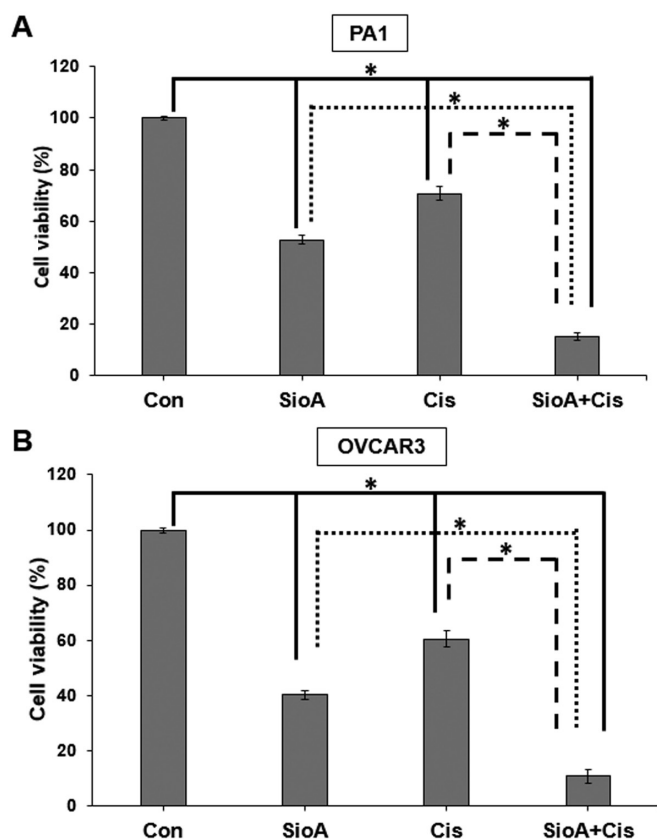 A
PA1
Cell viability (%)
120
100
80
60
40
20
0
*
*
*
Con SioA Cis SioA+Cis
B
OVCAR3
Cell viability (%)
120
100
80
60
40
20
0
*
*
*
Con SioA Cis SioA+Cis